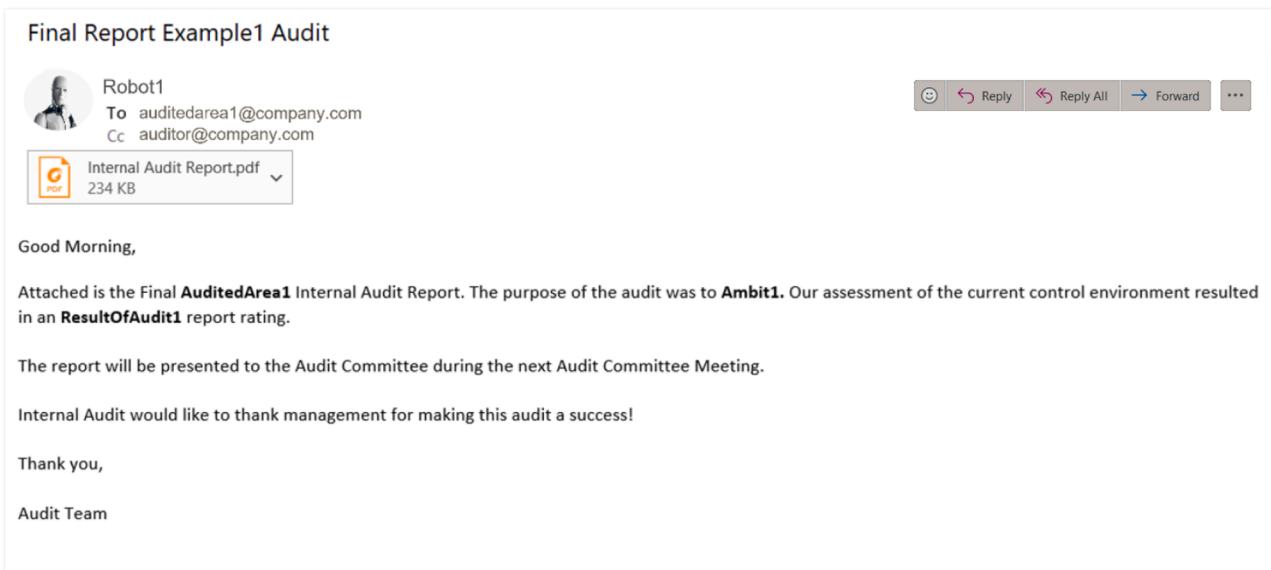 Final Report Example1 Audit
Robot1
To auditedarea1@company.com
Cc auditor@company.com
Reply Reply All Forward
Internal Audit Report.pdf
PDF 234 KB
Good Morning,
Attached is the Final AuditedArea1 Internal Audit Report. The purpose of the audit was to Ambit1. Our assessment of the current control environment resulted
in an ResultOfAudit1 report rating.
The report will be presented to the Audit Committee during the next Audit Committee Meeting.
Internal Audit would like to thank management for making this audit a success!
Thank you,
Audit Team